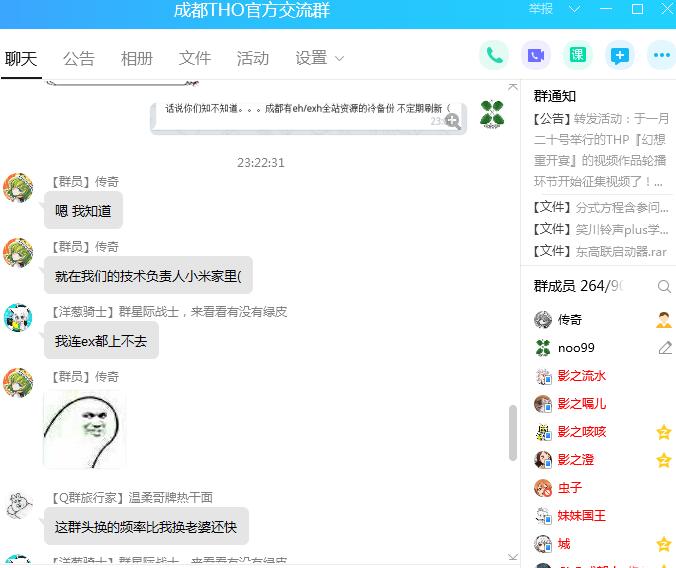 成都THO官方交流群
举报
聊天 公告 相册 文件 活动 设置
课
话说你们知不知道。。。成都有eh/exh全站资源的冷备份 不定期刷新（
23:22:31
【群员】传奇
嗯 我知道
【群员】传奇
就在我们的技术负责人小米家里(
【洋葱骑士】群星际战士，来看看有没有绿皮
我连ex都上不去
【群员】传奇
【Q群旅行家】温柔哥牌热干面
这群头换的频率比我换老婆还快
【洋葱骑士】群星际战士，来看看有没有绿皮
群通知
【公告】转发活动：于一月
二十号举行的THP『幻想
重开宴』的视频作品轮播
环节开始征集视频了！...
【文件】分式方程含参问...
【文件】笑川铃声plus学...
【文件】东高联启动器.rar
群成员 264/90
传奇
noo99
影之流水
影之嗝儿
影之咳咳
影之澄
虫子
妹妹国王
城